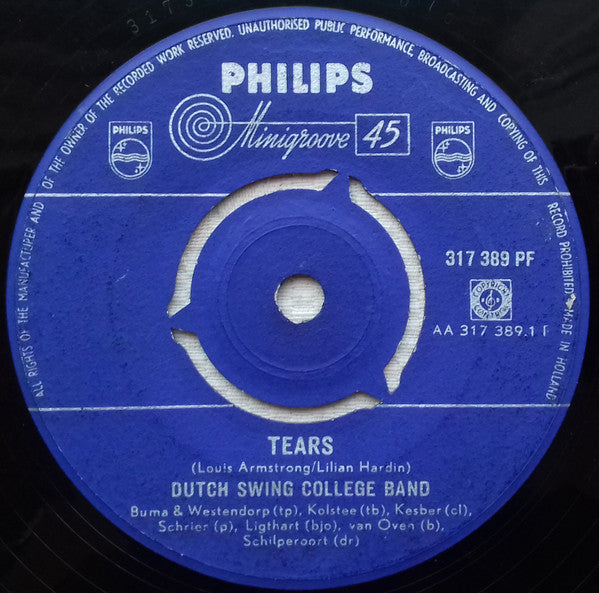 ALL RIGHTS OF THE MANUFACTURER AND OF THE OWNER OF THE RECORDED WORK RESERVED. UNAUTHORISED PUBLIC PERFORMANCE, BROADCASTING AND COPYING OF THIS RECORD PROHIBITED MADE IN HOLLAND
PHILIPS
Minigroove 45
PHILIPS
PHILIPS
317 389 PF
AA 317 389.1 F
TEARS
(Louis Armstrong/Lilian Hardin)
DUTCH SWING COLLEGE BAND
Buma & Westendorp (tp), Kolstee (tb), Kesber (cl),
Schrier (p), Ligthart (bjo), van Oven (b),
Schilperoort (dr)